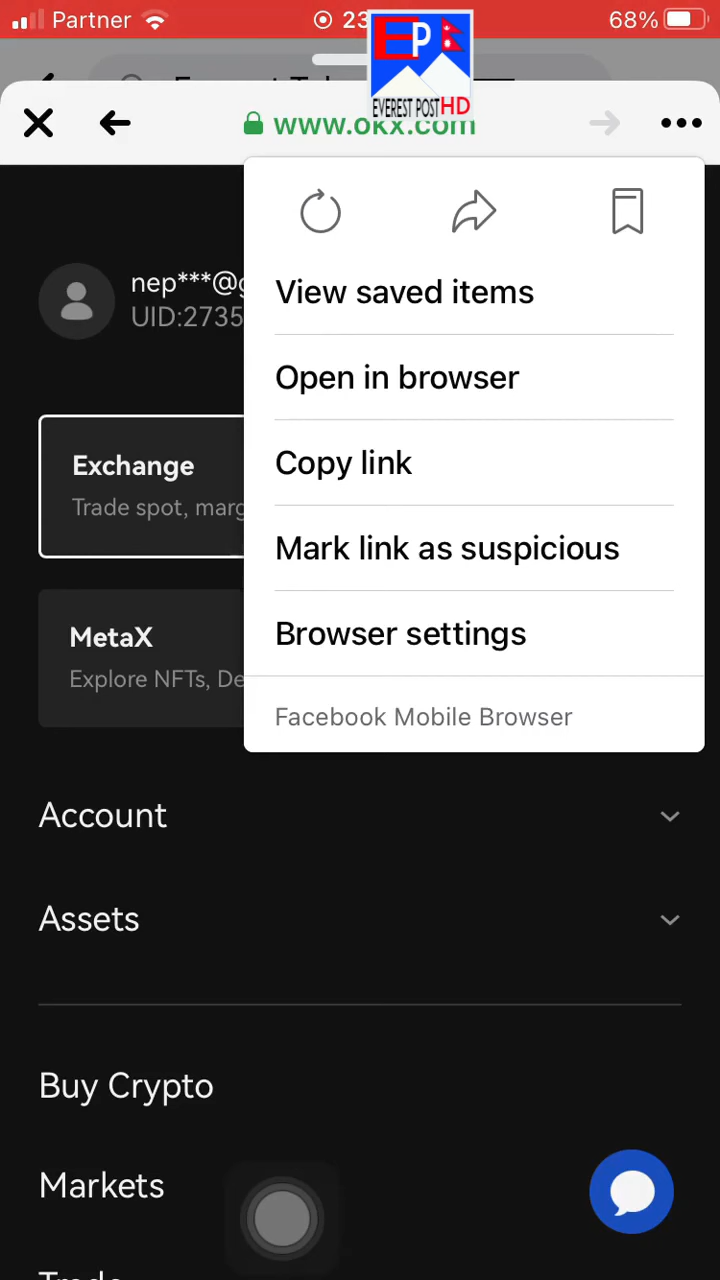 Partner
23
68%
EP
EVEREST POST HD
www.okx.com
View saved items
Open in browser
Copy link
Mark link as suspicious
Browser settings
Facebook Mobile Browser
nep***@g
UID:2735
Exchange
Trade spot, marg
MetaX
Explore NFTs, De
Account
Assets
Buy Crypto
Markets
Trade